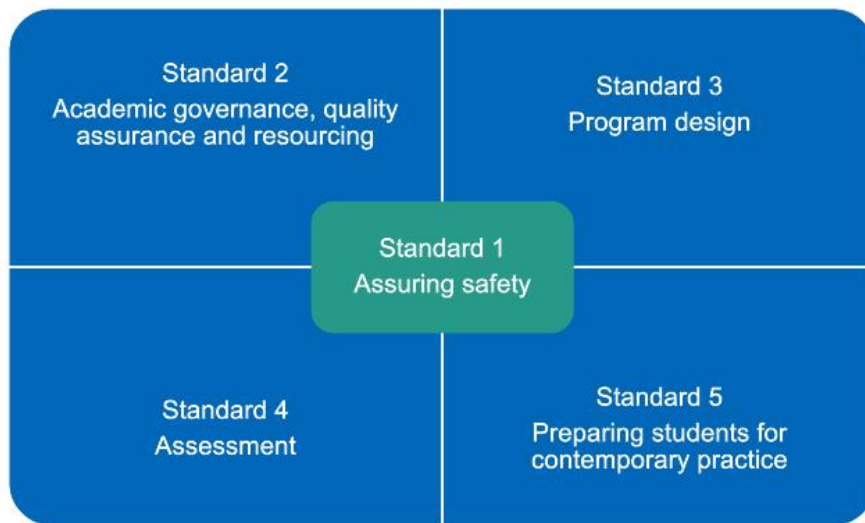 Standard 2
Academic governance, quality
assurance and resourcing
Standard 3
Program design
Standard 1
Assuring safety
Standard 4
Assessment
Standard 5
Preparing students for
contemporary practice